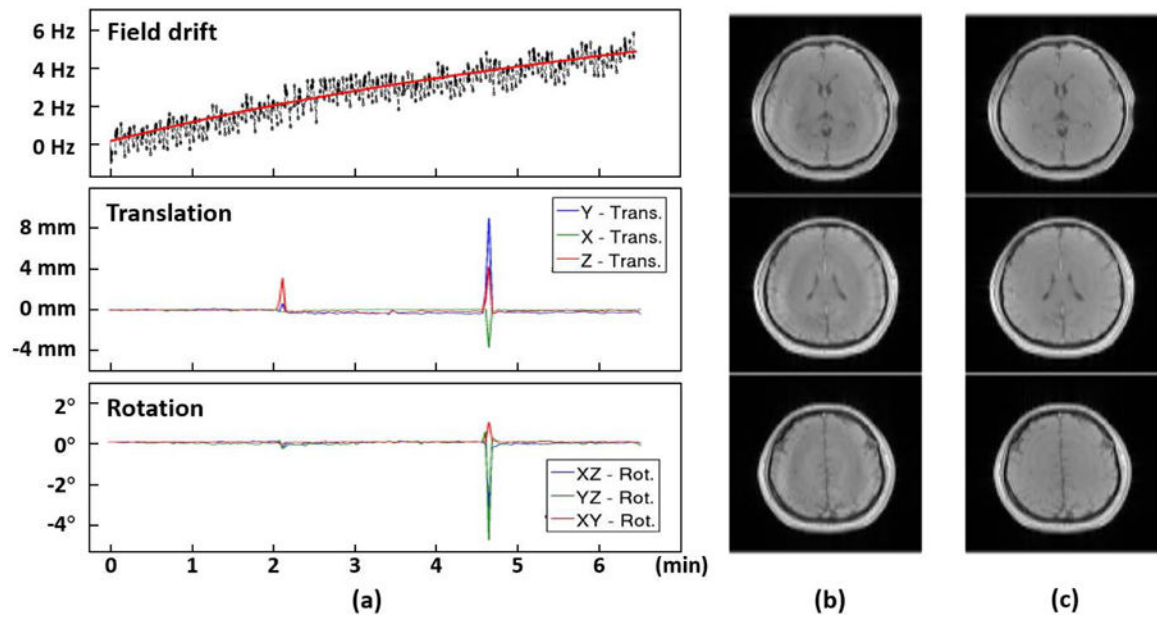 Field drift
6 Hz
4 Hz
2 Hz
0 Hz
Translation
8 mm
4 mm
0 mm
-4 mm
Y - Trans.
X - Trans.
Z - Trans.
Rotation
2°
0°
-2°
-4°
XZ - Rot.
YZ - Rot.
XY - Rot.
0 1 2 3 4 5 6 (min)
(a) (b) (c)